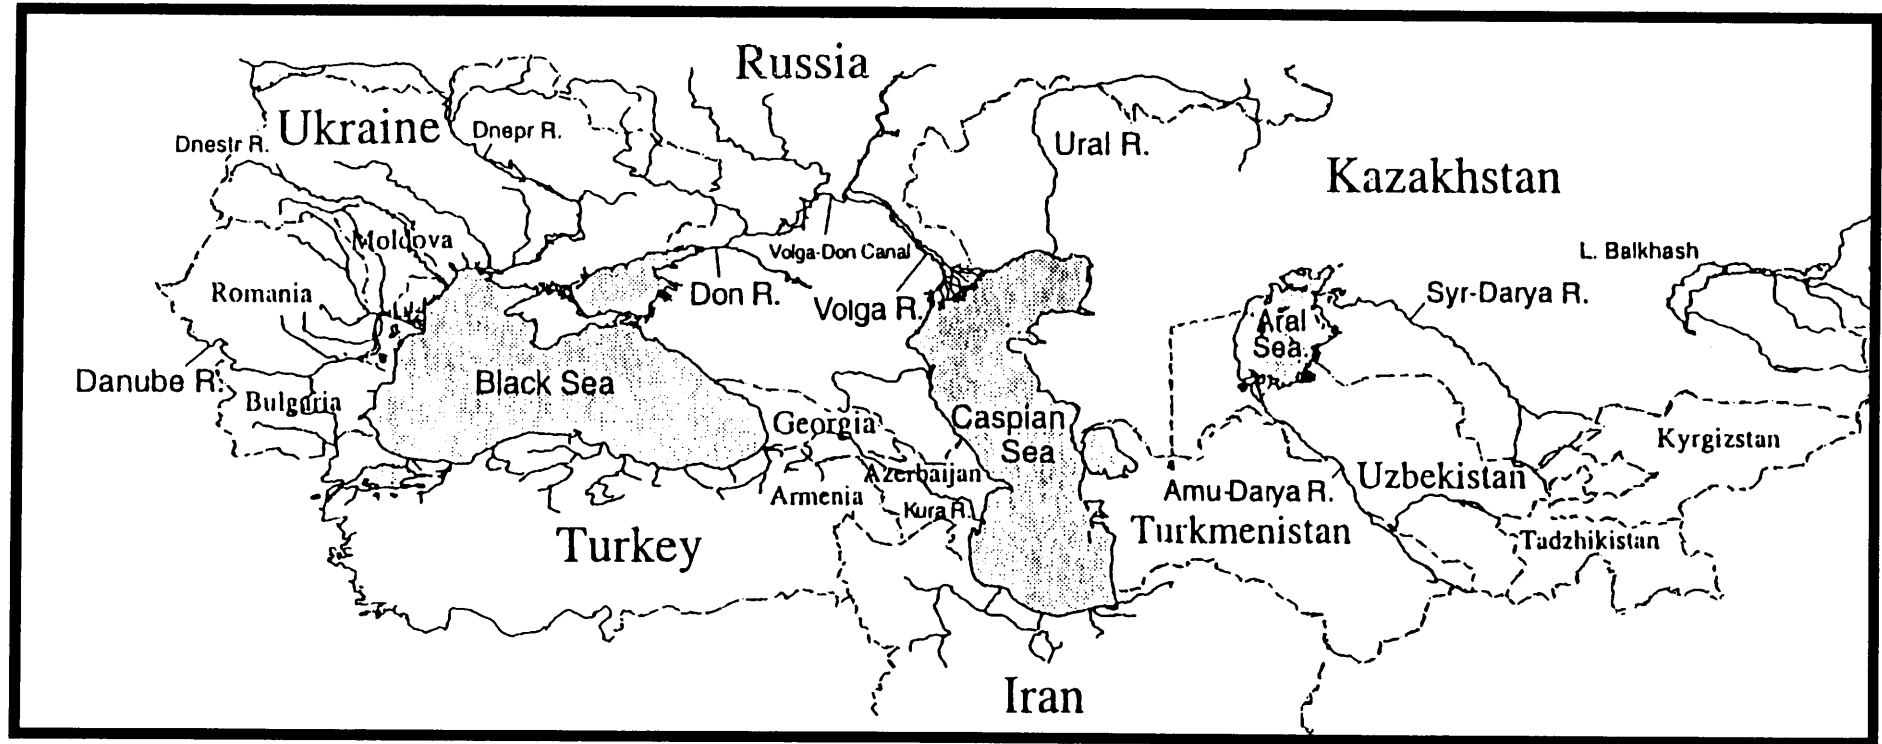 Russia
Ukraine
Dnepr R.
Dnestr R.
Ural R.
Kazakhstan
Moldova
Volga-Don Canal
L. Balkhash
Romania
Don R.
Volga R.
Syr-Darya R.
Aral
Sea
Danube R.
Black Sea
Bulgaria
Georgia
Caspian
Sea
Kyrgizstan
Azerbaijan
Uzbekistan
Armenia
Amu-Darya R.
Kura R.
Turkmenistan
Turkey
Tadzhikistan
Iran